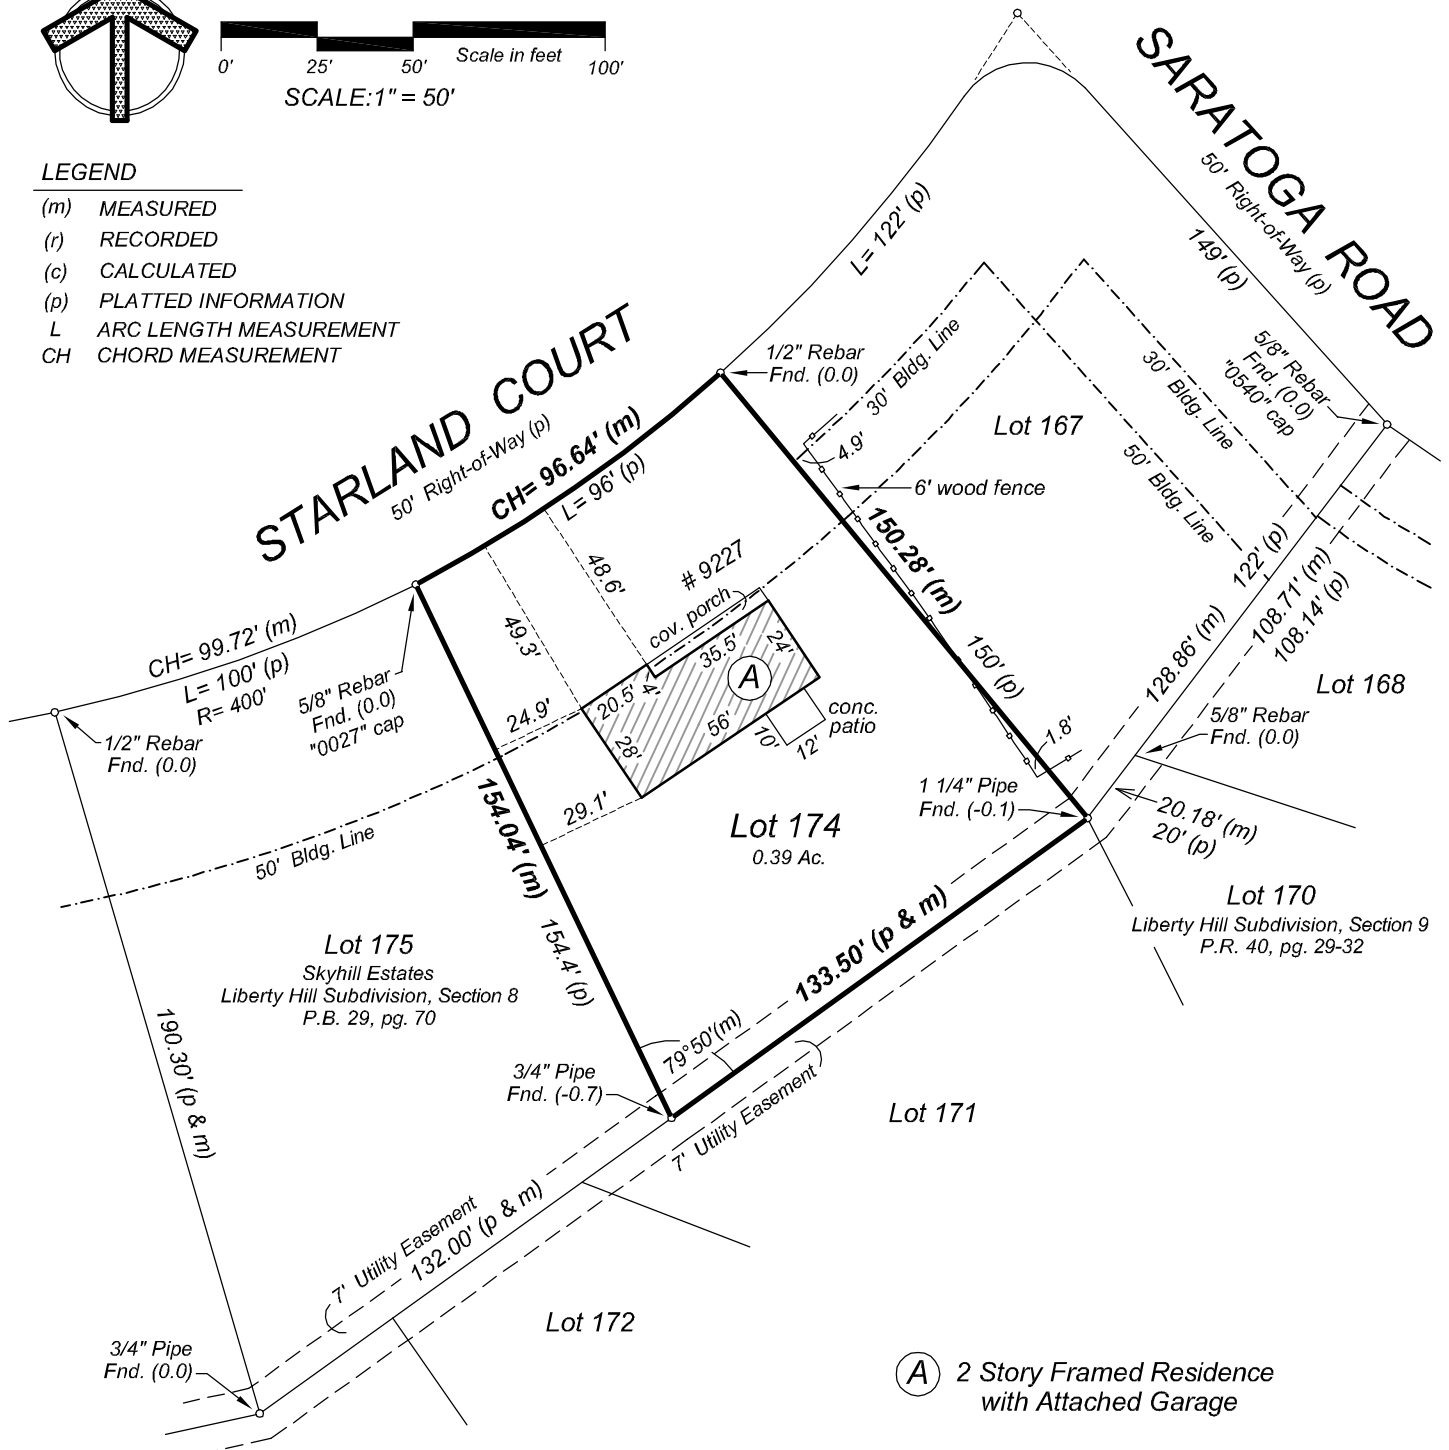 0'
25'
50'
100'
Scale in feet
SCALE:1" = 50'
LEGEND
(m) MEASURED
(r) RECORDED
(c) CALCULATED
(p) PLATTED INFORMATION
L ARC LENGTH MEASUREMENT
CH CHORD MEASUREMENT
SARATOGA ROAD
50' Right-of-Way (p)
149' (p)
L= 122' (p)
STARLAND COURT
50' Right-of-Way (p)
CH= 96.64' (m)
L= 96' (p)
1/2" Rebar
Fnd. (0.0)
30' Bldg. Line
4.9'
6' wood fence
Lot 167
30' Bldg. Line
50' Bldg. Line
5/8" Rebar
Fnd. (0.0)
"0540" cap
122' (p)
108.71' (m)
108.14' (p)
128.86' (m)
Lot 168
5/8" Rebar
Fnd. (0.0)
150.28' (m)
150' (p)
1.8'
1 1/4" Pipe
Fnd. (-0.1)
20.18' (m)
20' (p)
Lot 170
Liberty Hill Subdivision, Section 9
P.R. 40, pg. 29-32
CH= 99.72' (m)
L= 100' (p)
R= 400'
5/8" Rebar
Fnd. (0.0)
"0027" cap
1/2" Rebar
Fnd. (0.0)
48.6'
49.3'
# 9227
cov. porch
35.5'
24'
A
20.5'
4'
24.9'
28'
56'
10'
12'
conc.
patio
29.1'
50' Bldg. Line
154.04' (m)
154.4' (p)
Lot 174
0.39 Ac.
133.50' (p & m)
Lot 175
Skyhill Estates
Liberty Hill Subdivision, Section 8
P.B. 29, pg. 70
190.30' (p & m)
79°50'(m)
3/4" Pipe
Fnd. (-0.7)
7' Utility Easement
Lot 171
7' Utility Easement
132.00' (p & m)
Lot 172
3/4" Pipe
Fnd. (0.0)
A 2 Story Framed Residence
with Attached Garage